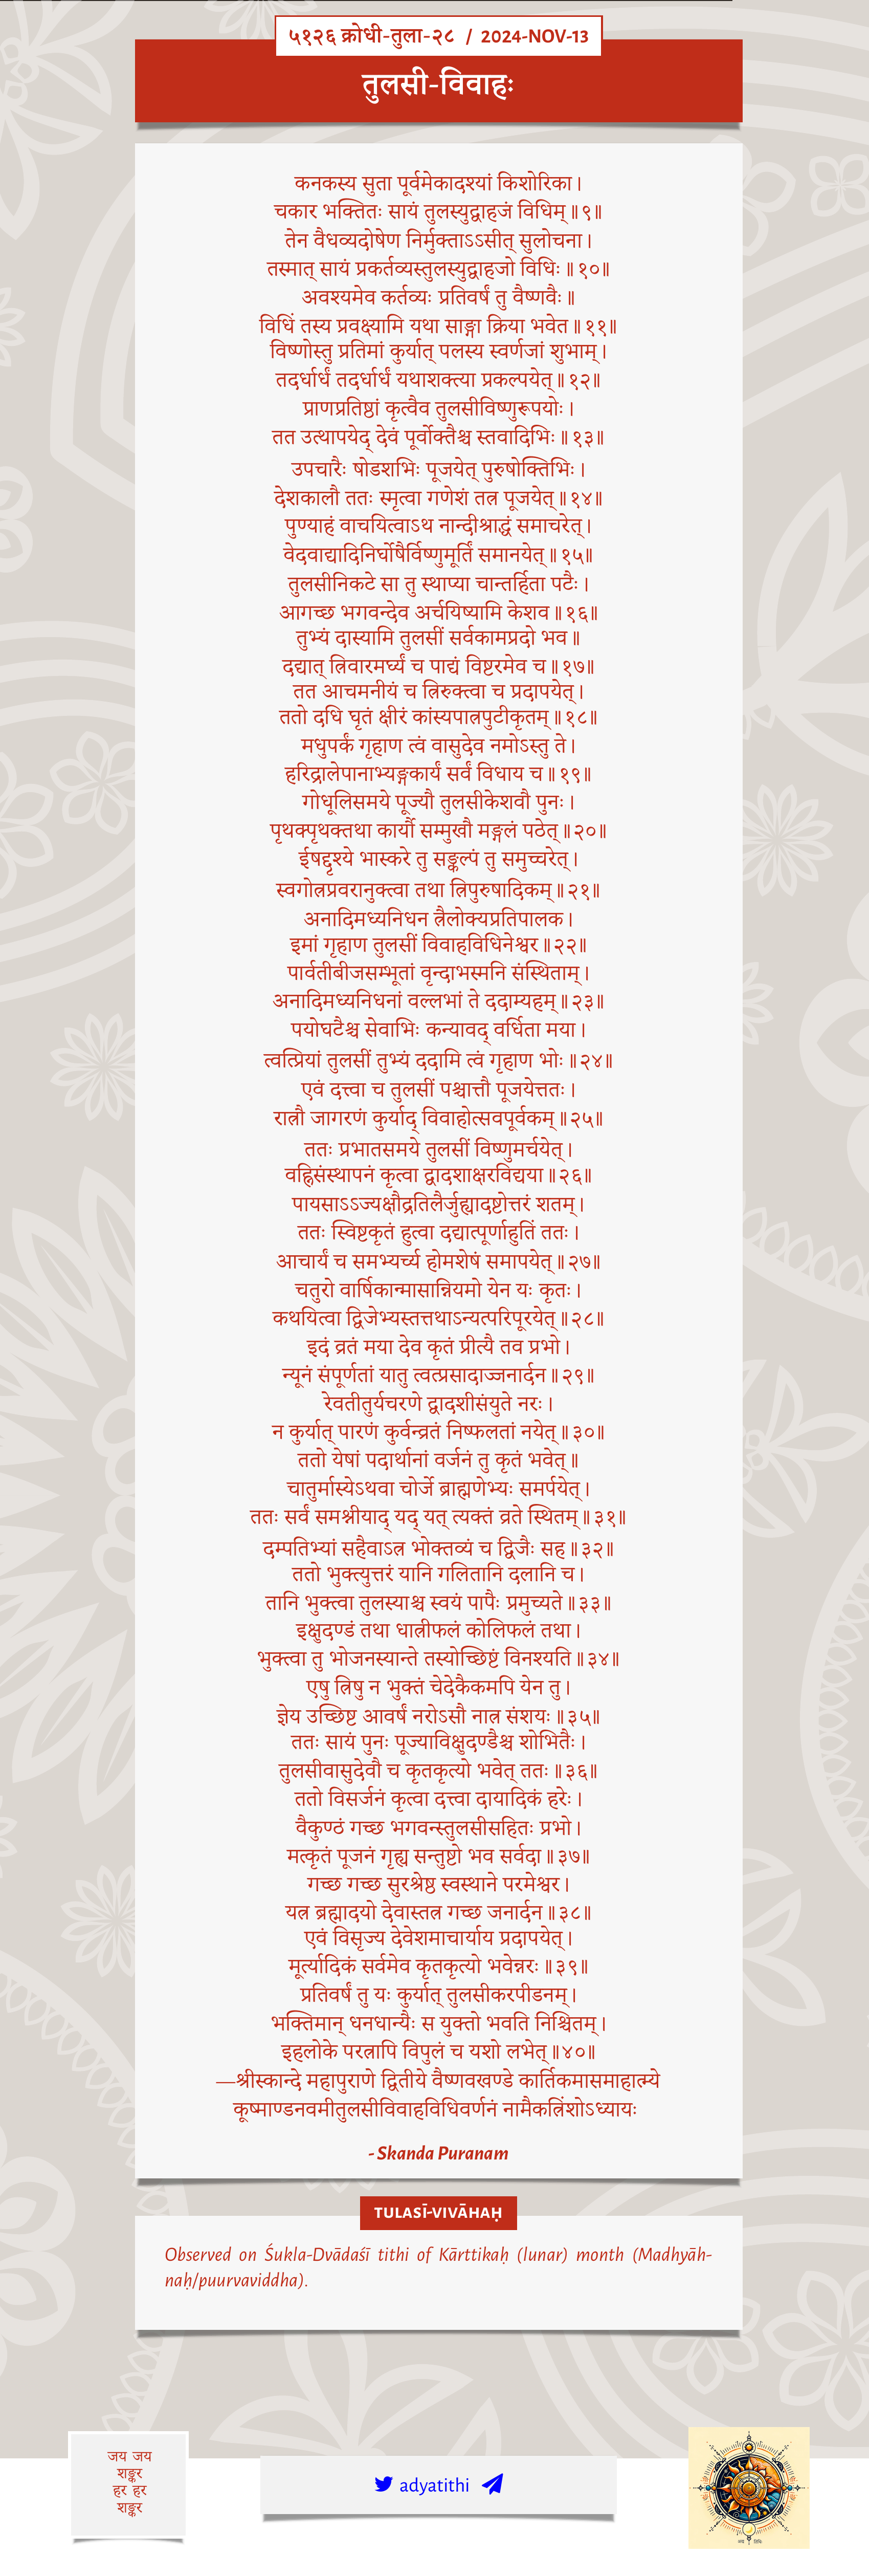 ५१२६ क्रोधी-तुला-२८ / 2024-NOV-13
तुलसी-विवाहः
कनकस्य सुता पूर्वमेकादश्यां किशोरिका।
चकार भक्तितः सायं तुलस्युद्वाहजं विधिम्॥९॥
तेन वैधव्यदोषेण निर्मुक्ताऽऽसीत् सुलोचना।
तस्मात् सायं प्रकर्तव्यस्तुलस्युद्वाहजो विधिः॥१०॥
अवश्यमेव कर्तव्यः प्रतिवर्षं तु वैष्णवैः॥
विधिं तस्य प्रवक्ष्यामि यथा साङ्गा क्रिया भवेत॥११॥
विष्णोस्तु प्रतिमां कुर्यात् पलस्य स्वर्णजां शुभाम्।
तदर्धार्धं तदर्धार्धं यथाशक्त्या प्रकल्पयेत्॥१२॥
प्राणप्रतिष्ठां कृत्वैव तुलसीविष्णुरूपयोः।
तत उत्थापयेद् देवं पूर्वोक्तैश्च स्तवादिभिः॥१३॥
उपचारैः षोडशभिः पूजयेत् पुरुषोक्तिभिः।
देशकालौ ततः स्मृत्वा गणेशं तत्र पूजयेत्॥१४॥
पुण्याहं वाचयित्वाऽथ नान्दीश्राद्धं समाचरेत्।
वेदवाद्यादिनिर्घोषैर्विष्णुमूर्तिं समानयेत्॥१५॥
तुलसीनिकटे सा तु स्थाप्या चान्तर्हिता पटैः।
आगच्छ भगवन्देव अर्चयिष्यामि केशव॥१६॥
तुभ्यं दास्यामि तुलसीं सर्वकामप्रदो भव॥
दद्यात् त्रिवारमर्घ्यं च पाद्यं विष्टरमेव च॥१७॥
तत आचमनीयं च त्रिरुक्त्वा च प्रदापयेत्।
ततो दधि घृतं क्षीरं कांस्यपात्रपुटीकृतम्॥१८॥
मधुपर्कं गृहाण त्वं वासुदेव नमोऽस्तु ते।
हरिद्रालेपानाभ्यङ्गकार्यं सर्वं विधाय च॥१९॥
गोधूलिसमये पूज्यौ तुलसीकेशवौ पुनः।
पृथक्पृथक्तथा कार्यौ सम्मुखौ मङ्गलं पठेत्॥२०॥
ईषद्दृश्ये भास्करे तु सङ्कल्पं तु समुच्चरेत्।
स्वगोत्रप्रवरानुक्त्वा तथा त्रिपुरुषादिकम्॥२१॥
अनादिमध्यनिधन त्रैलोक्यप्रतिपालक।
इमां गृहाण तुलसीं विवाहविधिनेश्वर॥२२॥
पार्वतीबीजसम्भूतां वृन्दाभस्मनि संस्थिताम्।
अनादिमध्यनिधनां वल्लभां ते ददाम्यहम्॥२३॥
पयोघटैश्च सेवाभिः कन्यावद् वर्धिता मया।
त्वत्प्रियां तुलसीं तुभ्यं ददामि त्वं गृहाण भोः॥२४॥
एवं दत्त्वा च तुलसीं पश्चात्तौ पूजयेत्ततः।
रात्रौ जागरणं कुर्याद् विवाहोत्सवपूर्वकम्॥२५॥
ततः प्रभातसमये तुलसीं विष्णुमर्चयेत्।
वह्निसंस्थापनं कृत्वा द्वादशाक्षरविद्यया॥२६॥
पायसाऽऽज्यक्षौद्रतिलैर्जुह्यादष्टोत्तरं शतम्।
ततः स्विष्टकृतं हुत्वा दद्यात्पूर्णाहुतिं ततः।
आचार्यं च समभ्यर्च्य होमशेषं समापयेत्॥२७॥
चतुरो वार्षिकान्मासान्नियमो येन यः कृतः।
कथयित्वा द्विजेभ्यस्तत्तथाऽन्यत्परिपूरयेत्॥२८॥
इदं व्रतं मया देव कृतं प्रीत्यै तव प्रभो।
न्यूनं संपूर्णतां यातु त्वत्प्रसादाज्जनार्दन॥२९॥
रेवतीतुर्यचरणे द्वादशीसंयुते नरः।
न कुर्यात् पारणं कुर्वन्व्रतं निष्फलतां नयेत्॥३०॥
ततो येषां पदार्थानां वर्जनं तु कृतं भवेत्॥
चातुर्मास्येऽथवा चोर्जे ब्राह्मणेभ्यः समर्पयेत्।
ततः सर्वं समश्नीयाद् यद् यत् त्यक्तं व्रते स्थितम्॥३१॥
दम्पतिभ्यां सहैवाऽत्र भोक्तव्यं च द्विजैः सह॥३२॥
ततो भुक्त्युत्तरं यानि गलितानि दलानि च।
तानि भुक्त्वा तुलस्याश्च स्वयं पापैः प्रमुच्यते॥३३॥
इक्षुदण्डं तथा धात्रीफलं कोलिफलं तथा।
भुक्त्वा तु भोजनस्यान्ते तस्योच्छिष्टं विनश्यति॥३४॥
एषु त्रिषु न भुक्तं चेदेकैकमपि येन तु।
ज्ञेय उच्छिष्ट आवर्षं नरोऽसौ नात्र संशयः॥३५॥
ततः सायं पुनः पूज्याविक्षुदण्डैश्च शोभितैः।
तुलसीवासुदेवौ च कृतकृत्यो भवेत् ततः॥३६॥
ततो विसर्जनं कृत्वा दत्त्वा दायादिकं हरेः।
वैकुण्ठं गच्छ भगवन्स्तुलसीसहितः प्रभो।
मत्कृतं पूजनं गृह्य सन्तुष्टो भव सर्वदा॥३७॥
गच्छ गच्छ सुरश्रेष्ठ स्वस्थाने परमेश्वर।
यत्र ब्रह्मादयो देवास्तत्र गच्छ जनार्दन॥३८॥
एवं विसृज्य देवेशमाचार्याय प्रदापयेत्।
मूर्त्यादिकं सर्वमेव कृतकृत्यो भवेन्नरः॥३९॥
प्रतिवर्षं तु यः कुर्यात् तुलसीकरपीडनम्।
भक्तिमान् धनधान्यैः स युक्तो भवति निश्चितम्।
इहलोके परत्रापि विपुलं च यशो लभेत्॥४०॥
—श्रीस्कान्दे महापुराणे द्वितीये वैष्णवखण्डे कार्तिकमासमाहात्म्ये
कूष्माण्डनवमीतुलसीविवाहविधिवर्णनं नामैकत्रिंशोऽध्यायः
- Skanda Puranam
TULASĪ-VIVĀHAḤ
Observed on Śukla-Dvādaśī tithi of Kārttikaḥ (lunar) month (Madhyāh-
naḥ/puurvaviddha).
जय जय
शङ्कर
हर हर
शङ्कर
adyatithi